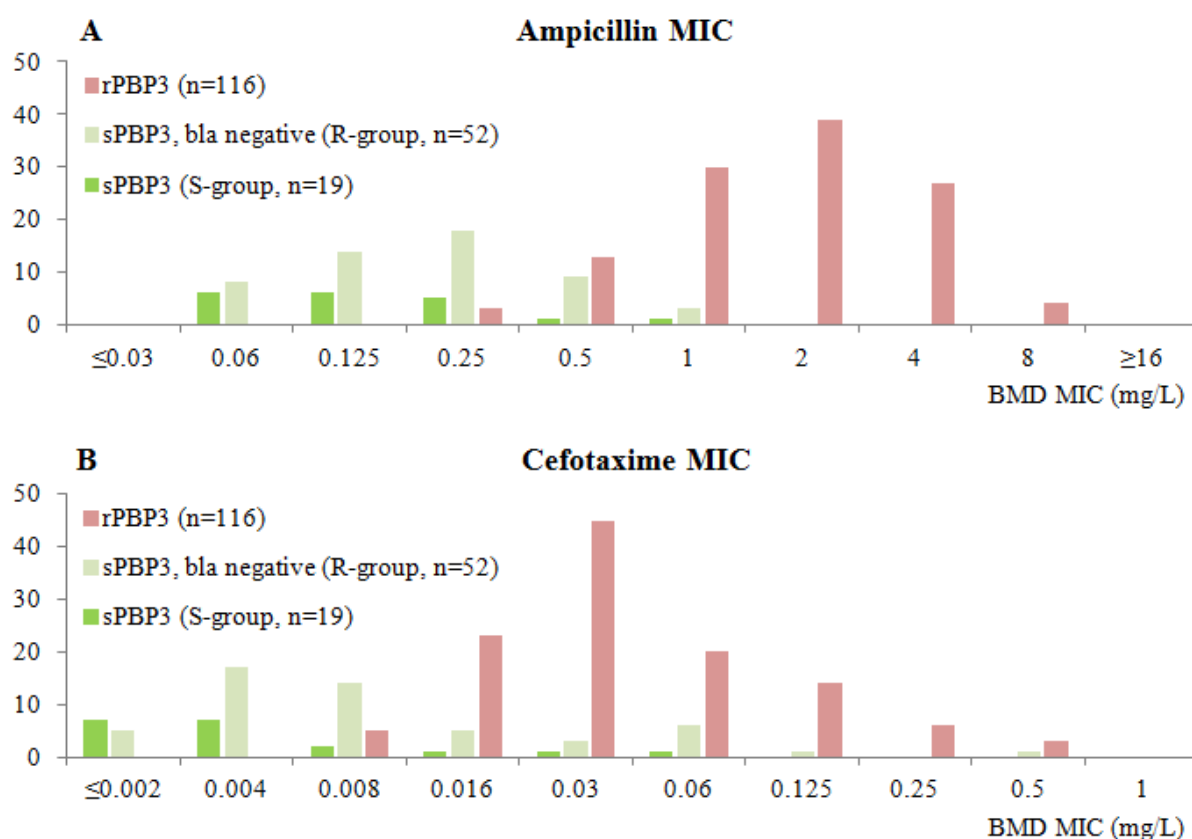 A
Ampicillin MIC
50
40
30
20
10
0
rPBP3 (n=116)
sPBP3, bla negative (R-group, n=52)
sPBP3 (S-group, n=19)
≤0.03 0.06 0.125 0.25 0.5 1 2 4 8 ≥16
BMD MIC (mg/L)
B
Cefotaxime MIC
50
40
30
20
10
0
rPBP3 (n=116)
sPBP3, bla negative (R-group, n=52)
sPBP3 (S-group, n=19)
≤0.002 0.004 0.008 0.016 0.03 0.06 0.125 0.25 0.5 1
BMD MIC (mg/L)